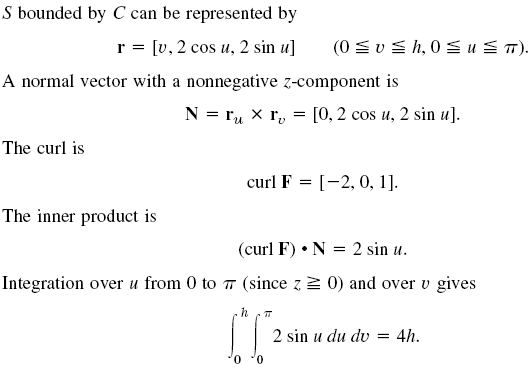 S bounded by C can be represented by
r = [v, 2 cos u, 2 sin u] (0 ≦ v ≦ h, 0 ≦ u ≦ π).
A normal vector with a nonnegative z-component is
N = r_u × r_v = [0, 2 cos u, 2 sin u].
The curl is
curl F = [−2, 0, 1].
The inner product is
(curl F) • N = 2 sin u.
Integration over u from 0 to π (since z ≧ 0) and over v gives
∫_0^h ∫_0^π 2 sin u du dv = 4h.